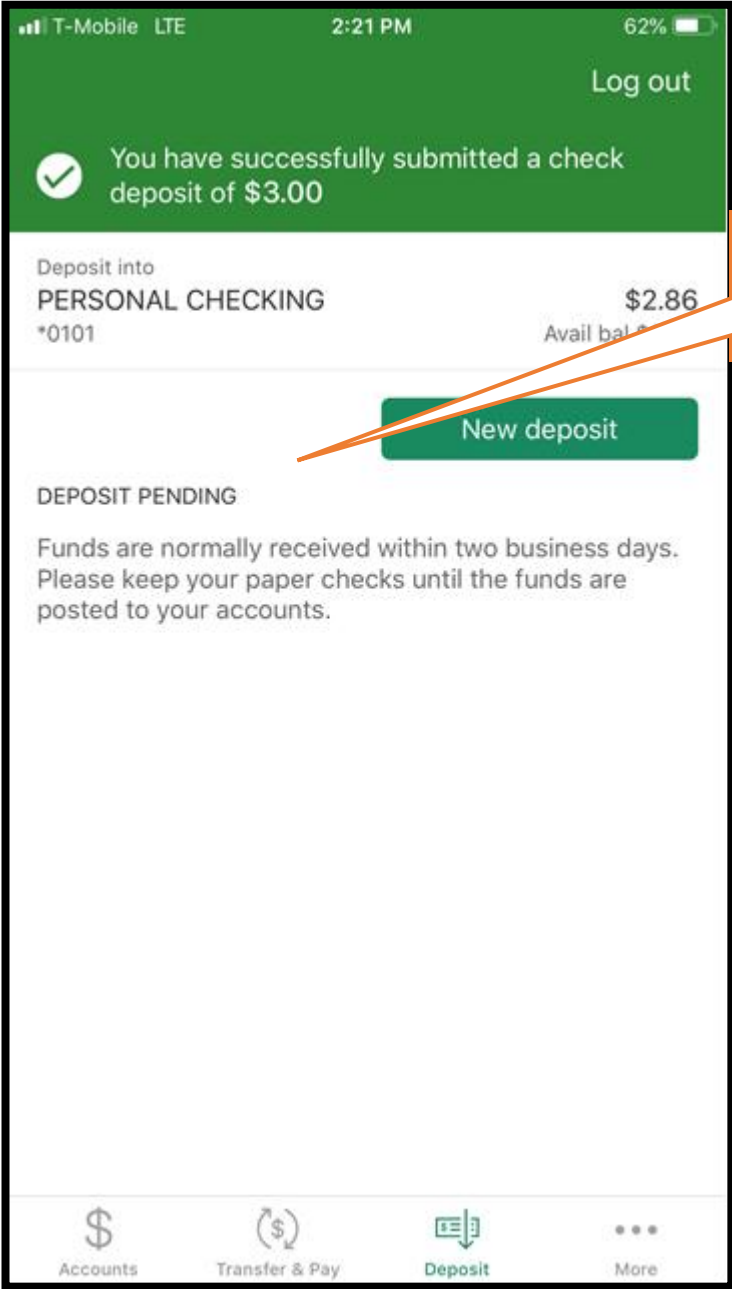 T-Mobile LTE 2:21 PM 62%
Log out
You have successfully submitted a check
deposit of $3.00
Deposit into
PERSONAL CHECKING $2.86
*0101 Avail bal
New deposit
DEPOSIT PENDING
Funds are normally received within two business days.
Please keep your paper checks until the funds are
posted to your accounts.
Accounts Transfer & Pay Deposit More